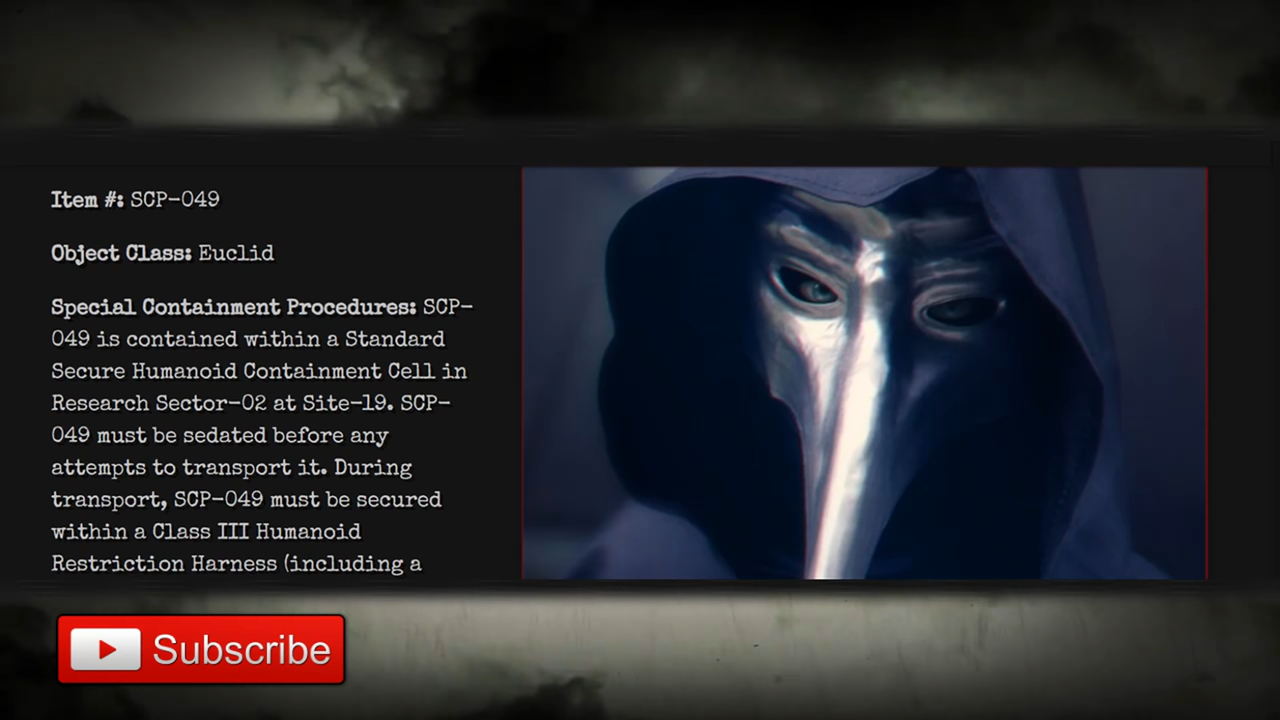 Item #: SCP-049
Object Class: Euclid
Special Containment Procedures: SCP-
049 is contained within a Standard
Secure Humanoid Containment Cell in
Research Sector-02 at Site-19. SCP-
049 must be sedated before any
attempts to transport it. During
transport, SCP-049 must be secured
within a Class III Humanoid
Restriction Harness (including a
Subscribe